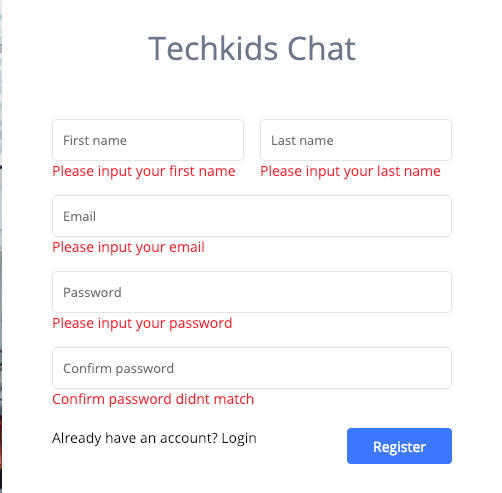 Techkids Chat
First name
Last name
Please input your first name
Please input your last name
Email
Please input your email
Password
Please input your password
Confirm password
Confirm password didnt match
Already have an account? Login
Register